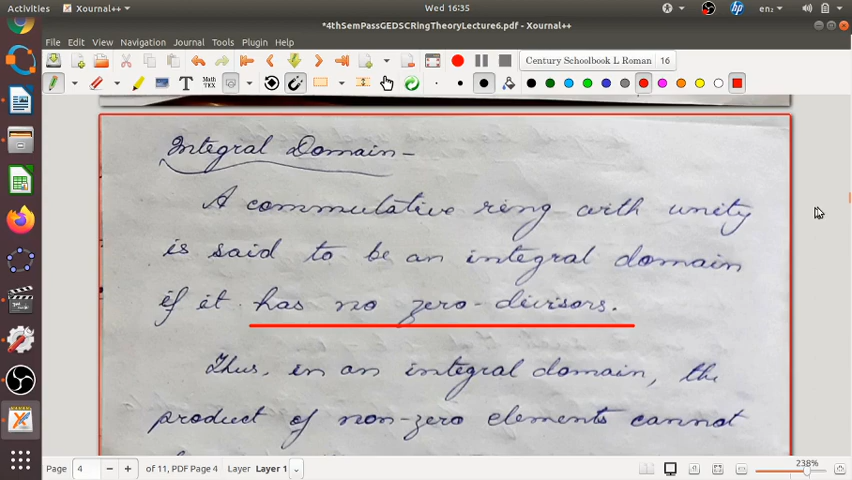 Activities
Xournal++
Wed 16:35
en₂
*4thSemPassGEDSCRingTheoryLecture6.pdf - Xournal++
File Edit View Navigation Journal Tools Plugin Help
Century Schoolbook L Roman 16
Integral Domain -
A commutative ring with unity
is said to be an integral domain
if it has no zero-divisors.
Thus, in an integral domain, the
product of non-zero elements cannot
Page 4 of 11, PDF Page 4 Layer Layer 1
238%